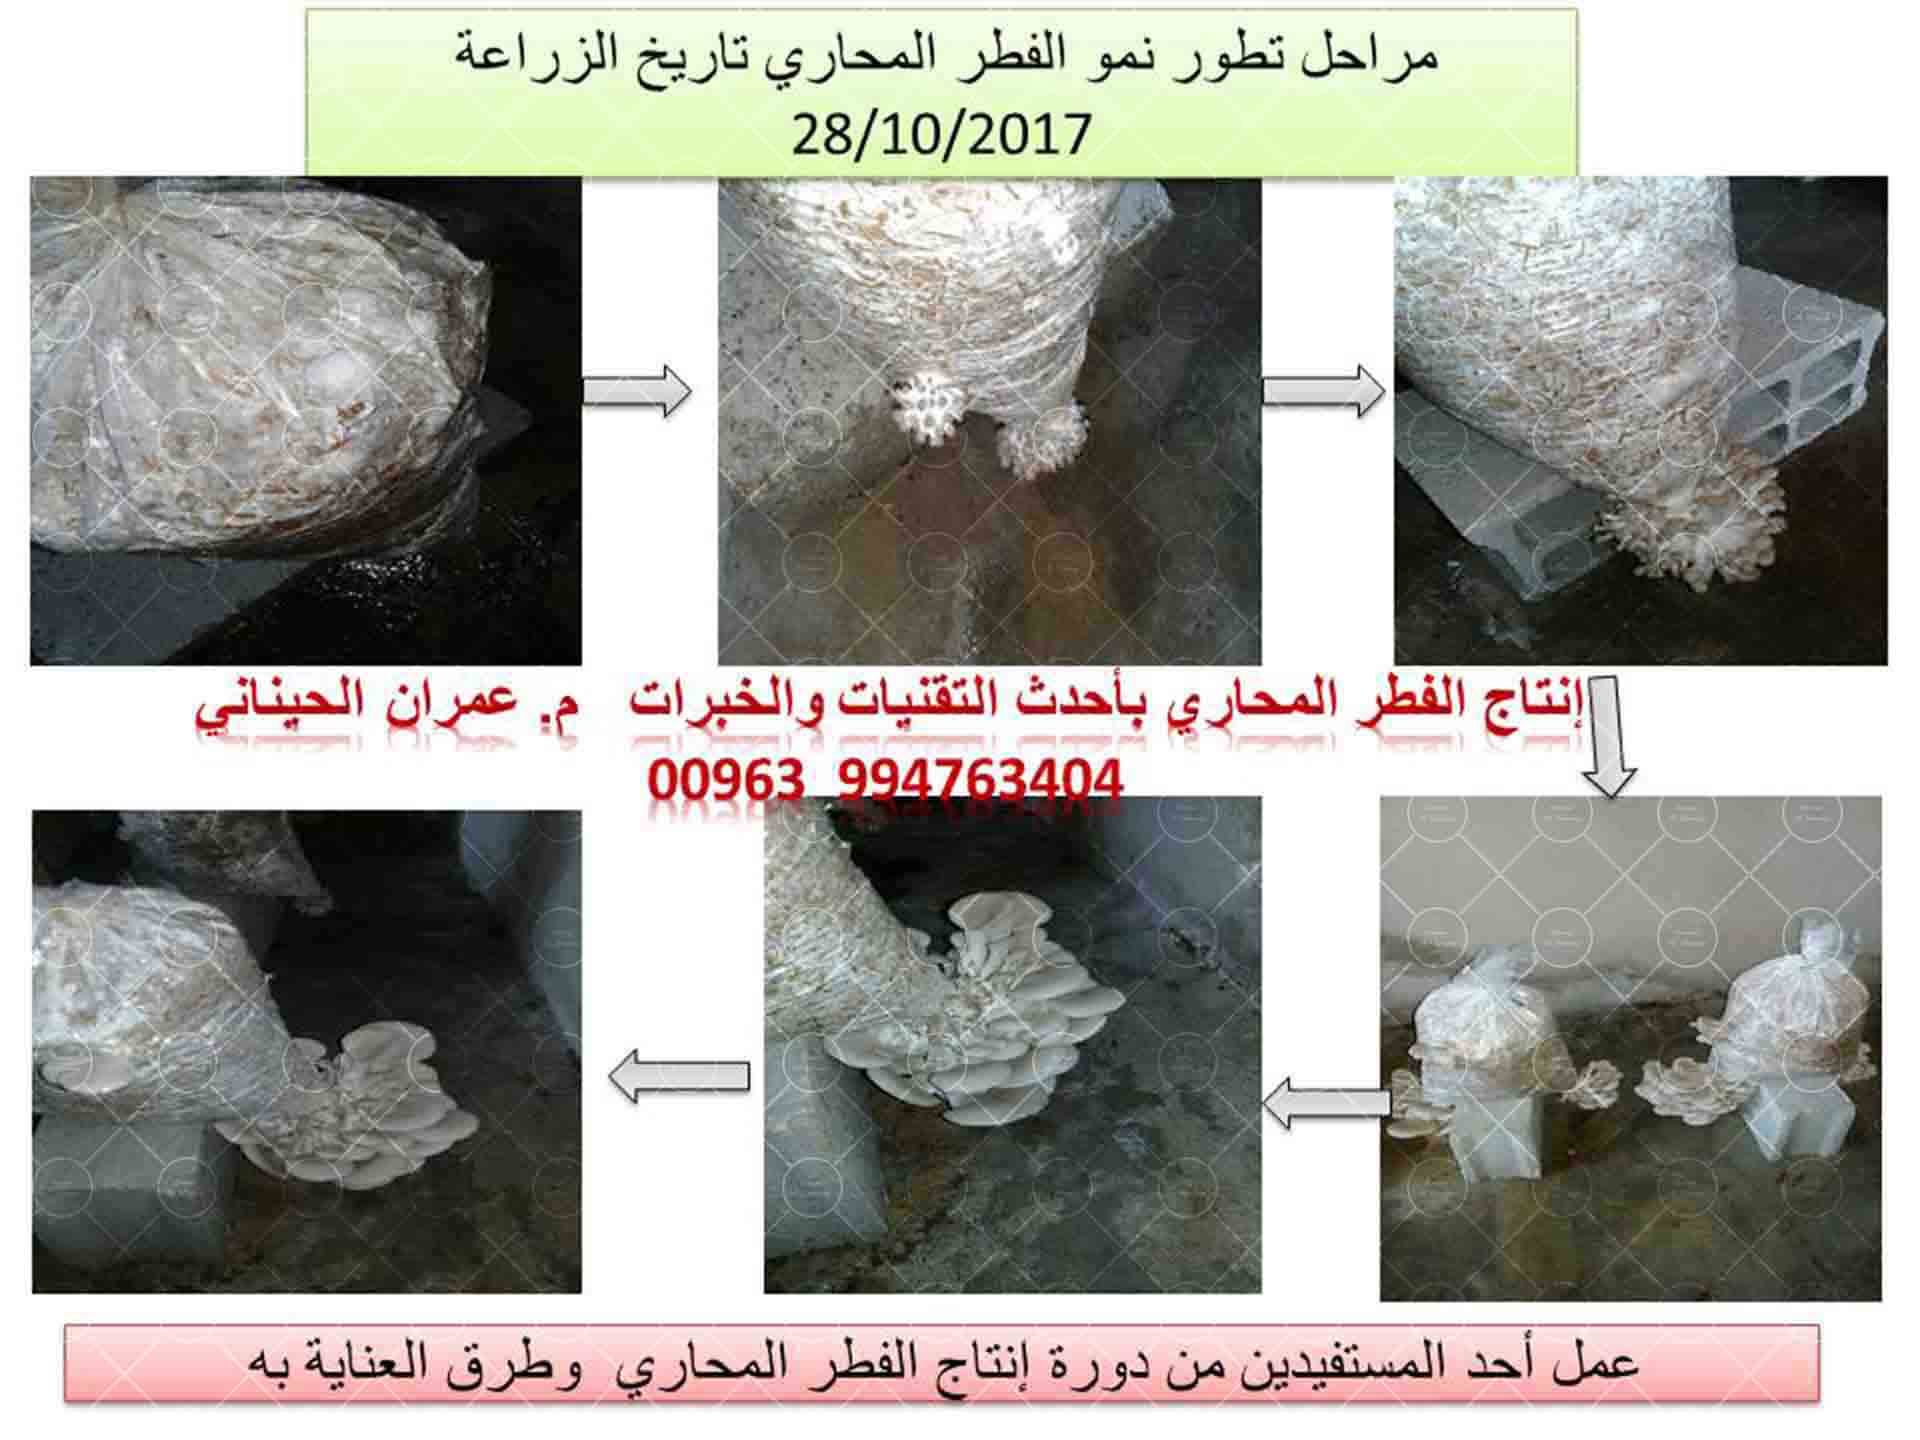 مراحل تطور نمو الفطر المحاري تاريخ الزراعة
28/10/2017
إنتاج الفطر المحاري بأحدث التقنيات والخبرات م. عمران الحيناني
00963 994763404
عمل أحد المستفيدين من دورة إنتاج الفطر المحاري وطرق العناية به